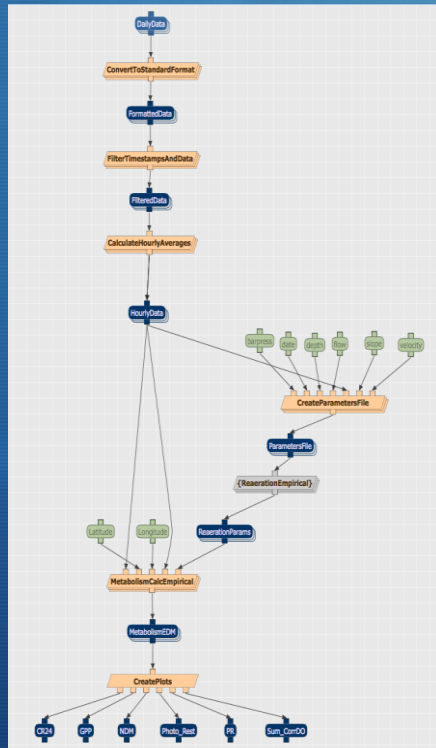 DailyData
ConvertToStandardFormat
FormattedData
FilterTimestampsAndData
FilteredData
CalculateHourlyAverages
HourlyData
barpress date depth flow slope velocity
CreateParametersFile
ParametersFile
{ReaerationEmpirical}
Latitude Longitude ReaerationParams
MetabolismCalcEmpirical
MetabolismEDM
CreatePlots
CR24 GPP NDM Photo_Rest PR Sum_CorrDO